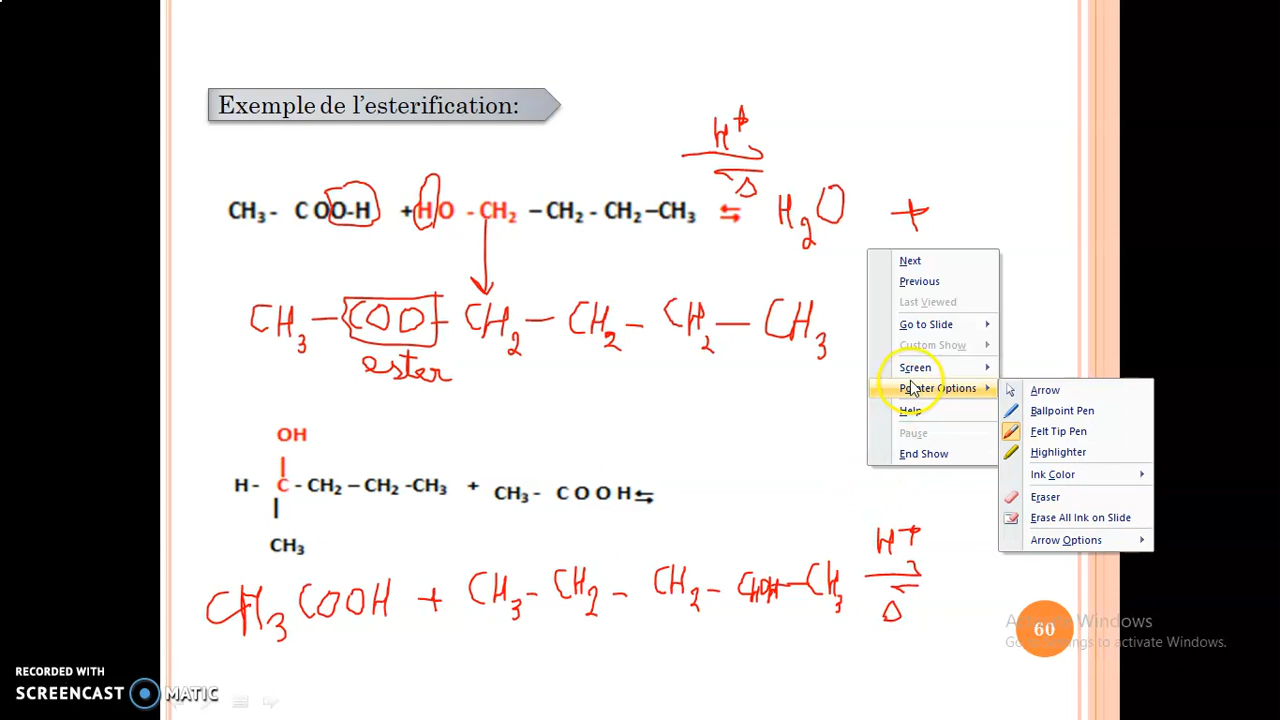 Exemple de l'esterification:
H+
Δ
CH3- C OO-H +HO - CH2 – CH2 - CH2 –CH3 ⇆ H2O +
CH3 – COO – CH2 – CH2 – CH2 – CH3
ester
OH
H- C - CH2 – CH2 -CH3 + CH3- C O O H⇆
CH3
H+
CH3COOH + CH3 – CH2 – CH2 – CHOH – CH3
Δ
Next
Previous
Last Viewed
Go to Slide
Custom Show
Screen
Pointer Options
Help
Pause
End Show
Arrow
Ballpoint Pen
Felt Tip Pen
Highlighter
Ink Color
Eraser
Erase All Ink on Slide
Arrow Options
60
Activate Windows
Go to Settings to activate Windows.
RECORDED WITH
SCREENCAST MATIC